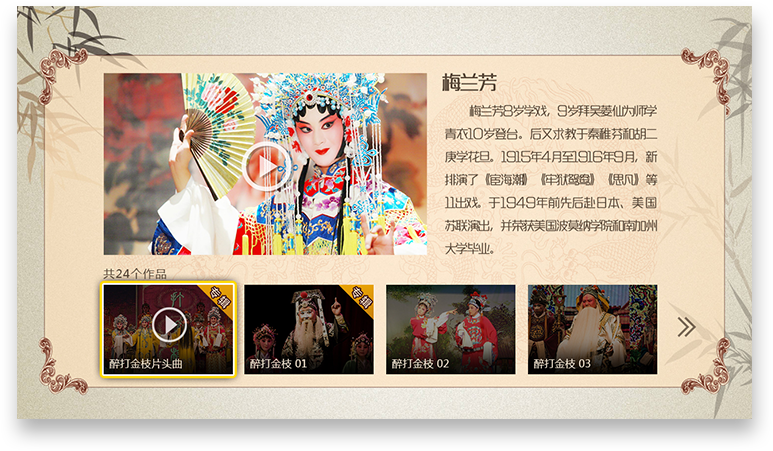 梅兰芳
梅兰芳8岁学戏，9岁拜吴菱仙为师学
青衣10岁登台。后又求教于秦稚芬和胡二
庚学花旦。1915年4月至1916年9月，新
排演了《宦海潮》《牢狱鸳鸯》《思凡》等
11出戏。于1949年前先后赴日本、美国
苏联演出，并荣获美国波莫纳学院和南加州
大学毕业。
共24个作品
专辑
专辑
醉打金枝片头曲
醉打金枝 01
醉打金枝 02
醉打金枝 03